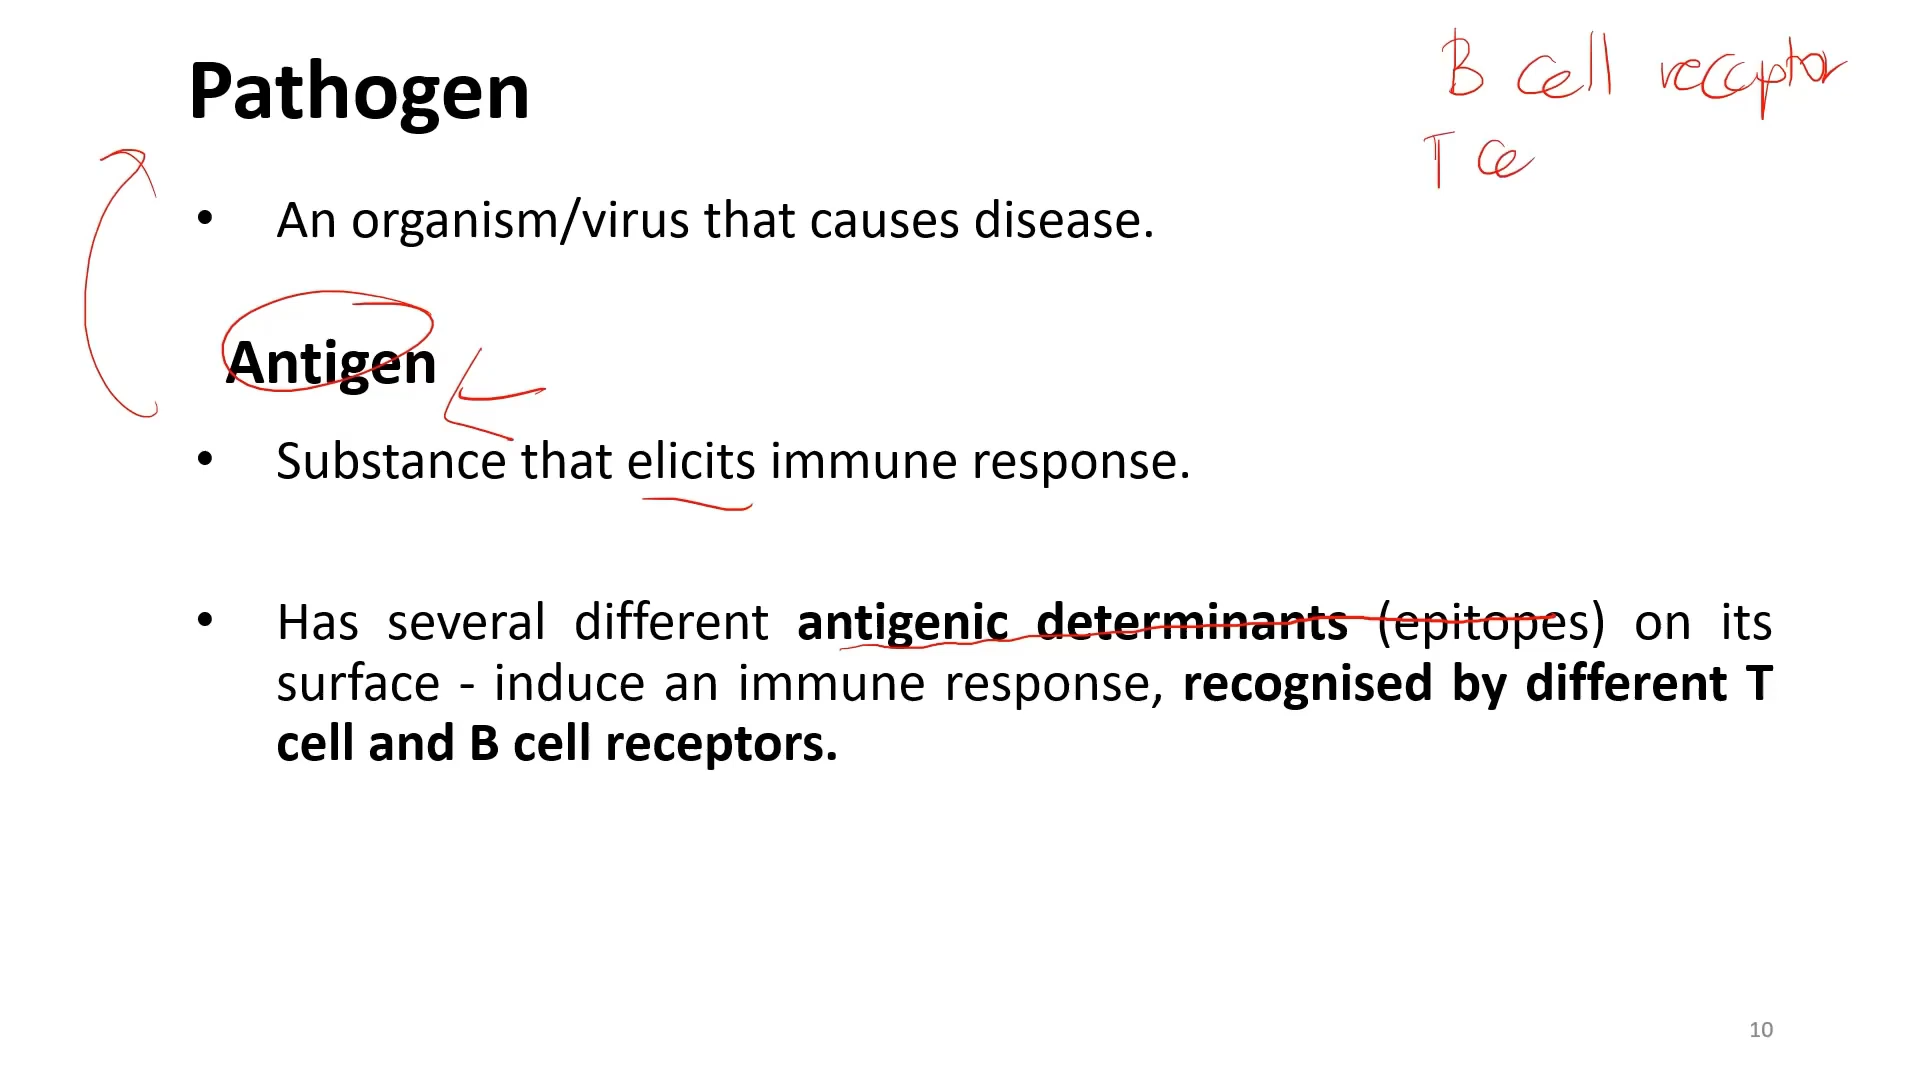 Pathogen
B cell receptor
T ce
• An organism/virus that causes disease.
Antigen
• Substance that elicits immune response.
• Has several different antigenic determinants (epitopes) on its
surface - induce an immune response, recognised by different T
cell and B cell receptors.
10